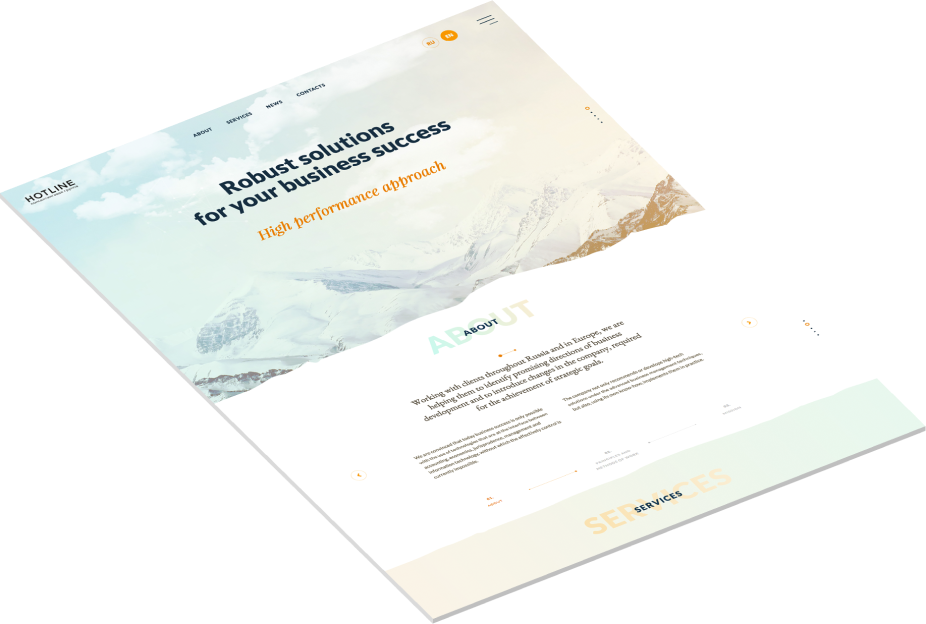 RU
EN
ABOUT
SERVICES
NEWS
CONTACTS
HOTLINE
Robust solutions
for your business success
High performance approach
ABOUT
ABOUT
Working with clients throughout Russia and in Europe, we are
helping them to identify promising directions of business
development and to introduce changes in the company, required
for the achievement of strategic goals.
We are convinced that today business success is only possible
with the use of technologies that are at the interface between
accounting, economics, jurisprudence, management and
information technology, without which the effectively control is
currently impossible.
The company not only recommends or develops high-tech
solutions under the advanced business management techniques,
but also, using its own know-how, implements them in practice.
01.
ABOUT
02.
03.
SERVICES
SERVICES